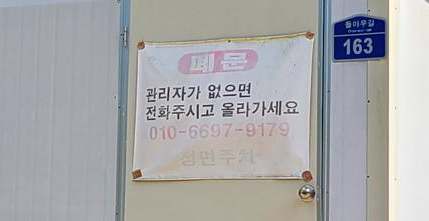 폐문
관리자가 없으면
전화주시고 올라가세요
010-6697-9179
정면주차
163